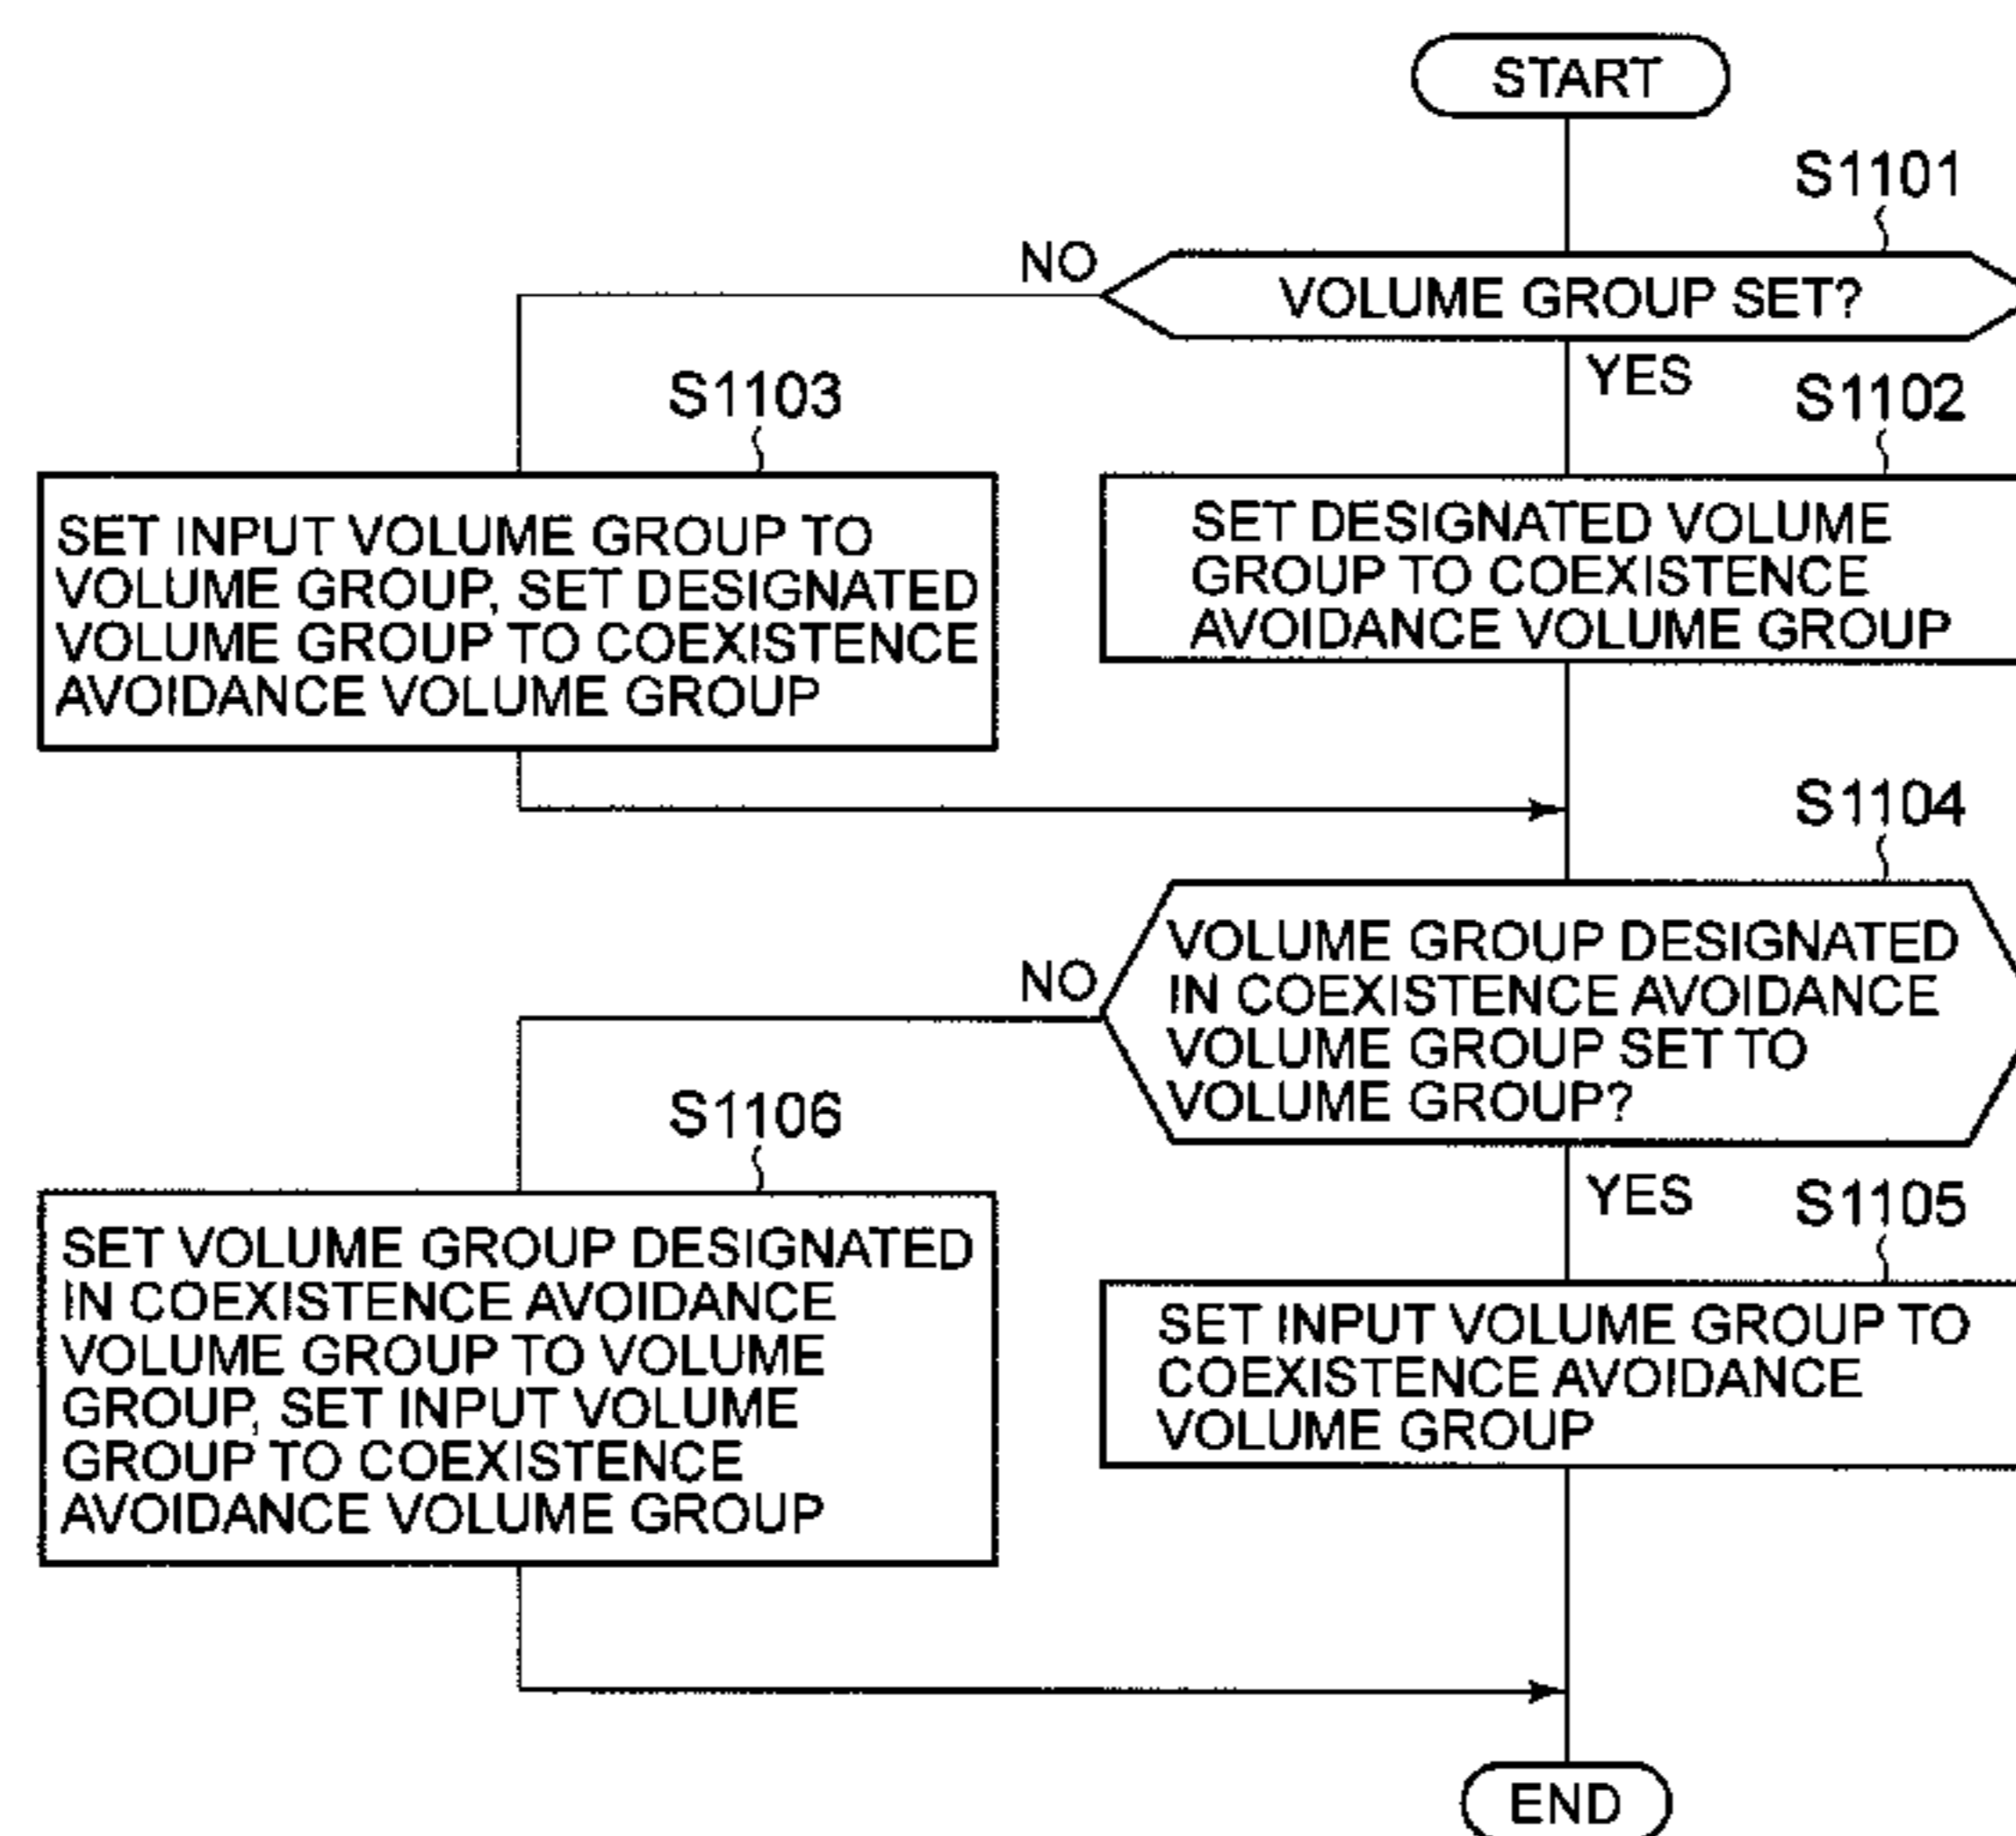 START
S1101
NO
VOLUME GROUP SET?
YES
S1103
S1102
SET INPUT VOLUME GROUP TO
VOLUME GROUP, SET DESIGNATED
VOLUME GROUP TO COEXISTENCE
AVOIDANCE VOLUME GROUP
SET DESIGNATED VOLUME
GROUP TO COEXISTENCE
AVOIDANCE VOLUME GROUP
S1104
NO
VOLUME GROUP DESIGNATED
IN COEXISTENCE AVOIDANCE
VOLUME GROUP SET TO
VOLUME GROUP?
S1106
YES
S1105
SET VOLUME GROUP DESIGNATED
IN COEXISTENCE AVOIDANCE
VOLUME GROUP TO VOLUME
GROUP, SET INPUT VOLUME
GROUP TO COEXISTENCE
AVOIDANCE VOLUME GROUP
SET INPUT VOLUME GROUP TO
COEXISTENCE AVOIDANCE
VOLUME GROUP
END